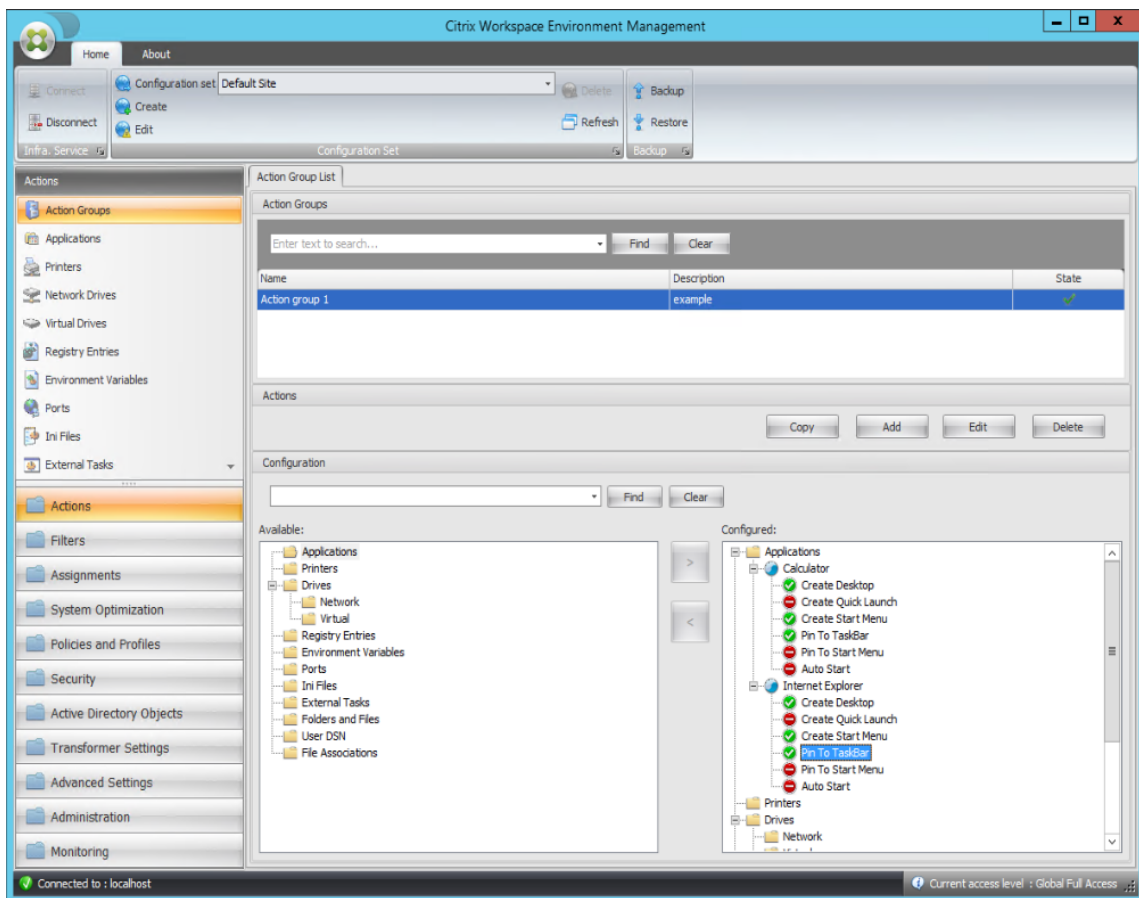 Citrix Workspace Environment Management
Home About
Connect
Disconnect
Infra. Service
Configuration set Default Site
Create
Edit
Delete
Refresh
Configuration Set
Backup
Restore
Backup
Actions
Action Groups
Applications
Printers
Network Drives
Virtual Drives
Registry Entries
Environment Variables
Ports
Ini Files
External Tasks
Actions
Filters
Assignments
System Optimization
Policies and Profiles
Security
Active Directory Objects
Transformer Settings
Advanced Settings
Administration
Monitoring
Action Group List
Action Groups
Enter text to search... Find Clear
Name Description State
Action group 1 example
Actions
Copy Add Edit Delete
Configuration
Find Clear
Available:
Applications
Printers
Drives
Network
Virtual
Registry Entries
Environment Variables
Ports
Ini Files
External Tasks
Folders and Files
User DSN
File Associations
>
<
Configured:
Applications
Calculator
Create Desktop
Create Quick Launch
Create Start Menu
Pin To TaskBar
Pin To Start Menu
Auto Start
Internet Explorer
Create Desktop
Create Quick Launch
Create Start Menu
Pin To TaskBar
Pin To Start Menu
Auto Start
Printers
Drives
Network
Connected to : localhost
Current access level : Global Full Access